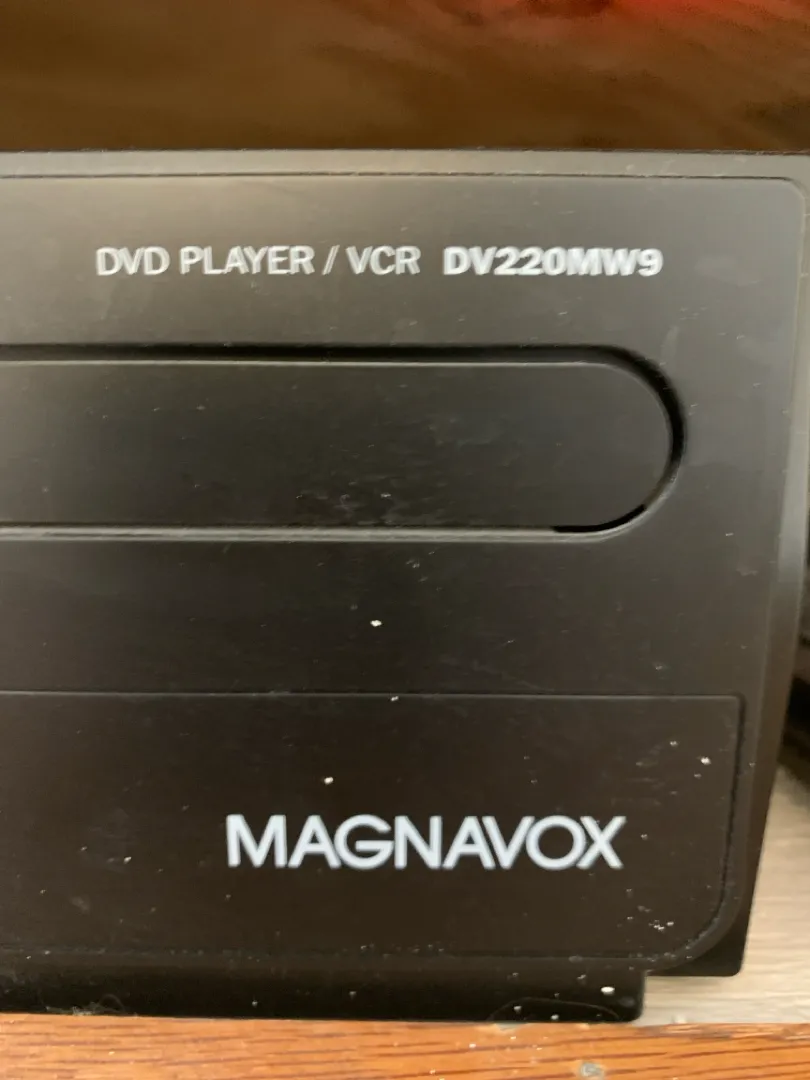 DVD PLAYER / VCR DV220MW9
MAGNAVOX